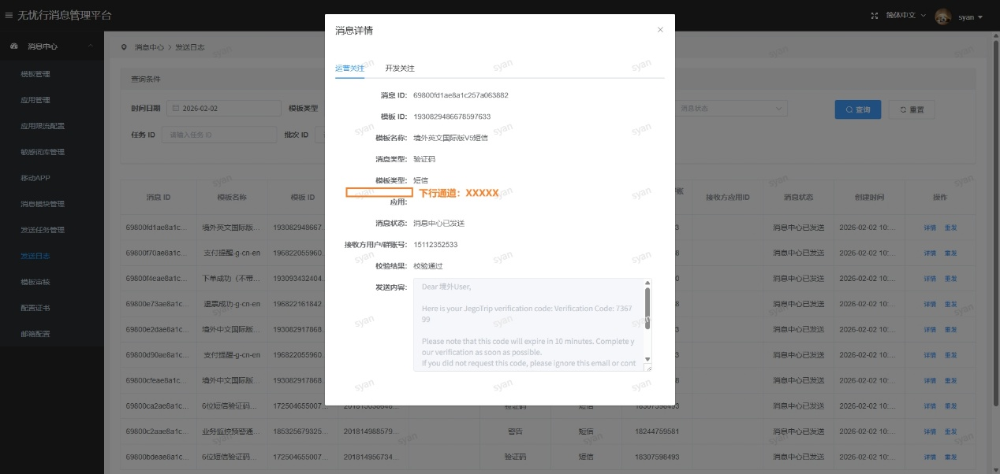 无忧行消息管理平台
简体中文
syan
消息中心
模板管理
应用管理
应用限流配置
敏感词库管理
移动APP
消息模块管理
发送任务管理
发送日志
模板审核
配置证书
邮箱配置
消息中心 > 发送日志
查询条件
时间日期 2026-02-02 模板类型 消息状态 查询 重置
任务 ID 请输入任务 ID 批次 ID
消息 ID 模板名称 模板 ID 接收方应用ID 消息状态 创建时间 操作
69800fd1ae8a1c... 境外英文国际版... 193082948667. 3 消息中心已发送 2026-02-02 10:... 详情 重发
69800f70ae8a1c... 支付提醒-g-cn-en 196822055960. 8 消息中心已发送 2026-02-02 10:... 详情 重发
69800f4eae8a1c... 下单成功（不带... 193093432404. 3 消息中心已发送 2026-02-02 10:... 详情 重发
69800e73ae8a1c... 退票成功-g-cn-en 196822161842. 3 消息中心已发送 2026-02-02 10:... 详情 重发
69800e2dae8a1c... 境外中文国际版... 193082917868. 3 消息中心已发送 2026-02-02 10:... 详情 重发
69800d90ae8a1c... 支付提醒-g-cn-en 196822055960. 3 消息中心已发送 2026-02-02 10:... 详情 重发
69800cfeae8a1c... 境外中文国际版... 193082917868. 8 消息中心已发送 2026-02-02 10:... 详情 重发
69800ca2ae8a1c... 6位短信验证码... 172504655007... 验证码 短信 18307598493 消息中心已发送 2026-02-02 10:... 详情 重发
69800c2aae8a1c... 业务监控预警通... 185325679325... 201814988579... 警告 短信 18244759581 消息中心已发送 2026-02-02 10:... 详情 重发
69800bdeae8a1c... 6位短信验证码... 172504655007... 201814956734... 验证码 短信 18307598493 消息中心已发送 2026-02-02 10:... 详情 重发
消息详情
运营关注 开发关注
消息 ID: 69800fd1ae8a1c257a063882
模板 ID: 1930829486678597633
模板名称: 境外英文国际版V5短信
消息类型: 验证码
模板类型: 短信
下行通道：XXXXX
应用:
消息状态: 消息中心已发送
接收方用户/群账号: 15112352533
校验结果: 校验通过
发送内容: Dear 境外User,
Here is your JegoTrip verification code: Verification Code: 7367
99
Please note that this code will expire in 10 minutes. Complete y
our verification as soon as possible.
If you did not request this code, please ignore this email or cont